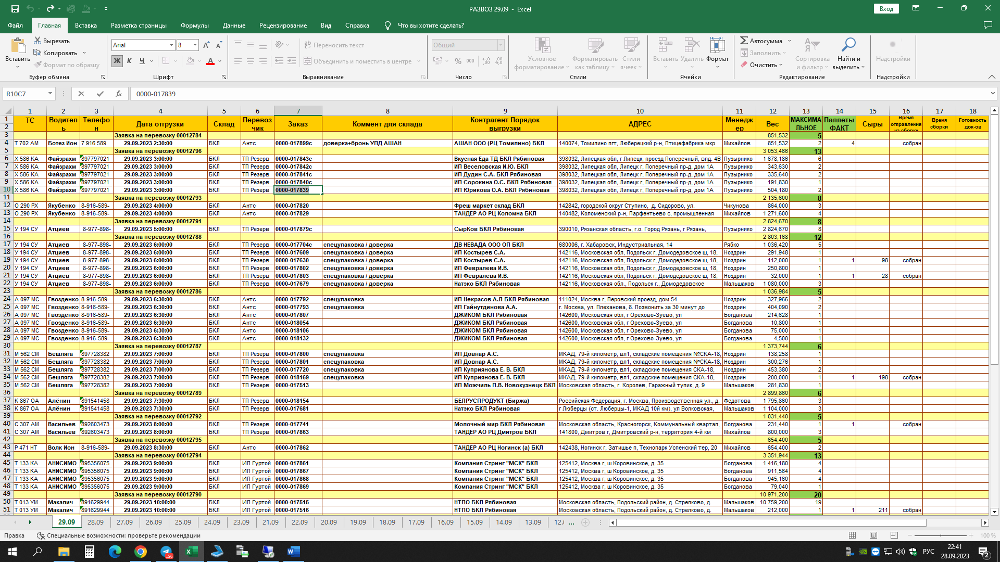 РАЗВОЗ 29.09 - Excel
Вход
Файл Главная Вставка Разметка страницы Формулы Данные Рецензирование Вид Справка Что вы хотите сделать?
Вставить
Вырезать
Копировать
Формат по образцу
Буфер обмена
Arial 8
Ж К Ч А
Шрифт
Переносить текст
Объединить и поместить в центре
Выравнивание
Общий
% 000
Число
Условное форматирование
Форматировать как таблицу
Стили ячеек
Стили
Вставить Удалить Формат
Ячейки
Автосумма
Заполнить
Очистить
Сортировка и фильтр
Найти и выделить
Редактирование
Настройки
Надстройки
R10C7 fx 0000-017839
1 2 3 4 5 6 7 8 9 10 11 12 13 14 15 16 17 18
ТС Водитель Телефон Дата отгрузки Склад Перевозчик Заказ Коммент для склада Контрагент Порядок выгрузки АДРЕС Менеджер Вес МАКСИМАЛЬНОЕ Паллеты ФАКТ Сыры Время отправления на сборку Время сборки Готовность док-ов
3 Заявка на перевозку 00012784 851,532 5
4 Т 702 АМ Ботез Ион 7 916 589 29.09.2023 2:30:00 БКЛ Антс 0000-017899с доверка+бронь УПД АШАН АШАН ООО (РЦ Томилино) БКЛ 140074, Томилино пгт, Люберецкий р-н, Птицефабрика мкр Михайлов 851,532 2 4 собран
5 Заявка на перевозку 00012796 3 053,466 13
6 Х 586 КА Файзрахм 897797021 29.09.2023 3:00:00 БКЛ ТП Резерв 0000-017843с Вкусная Еда ТД БКЛ Рябиновая 398032, Липецкая обл, г Липецк, проезд Поперечный, влд. 4В Пузырнико 1 678,186 6
7 Х 586 КА Файзрахм 897797021 29.09.2023 3:00:00 БКЛ ТП Резерв 0000-017842с ИП Веселовская И.Ю. БКЛ 398032, Липецкая обл, Липецк г, Поперечный пр-д, дом 1А Пузырнико 343,630 2
8 Х 586 КА Файзрахм 897797021 29.09.2023 3:00:00 БКЛ ТП Резерв 0000-017841с ИП Дудин С.А. БКЛ Рябиновая 398032, Липецкая обл, Липецк г, Поперечный пр-д, дом 1А Пузырнико 335,640 2
9 Х 586 КА Файзрахм 897797021 29.09.2023 3:00:00 БКЛ ТП Резерв 0000-017840с ИП Сорокина О.С. БКЛ Рябиновая 398032, Липецкая обл, Липецк г, Поперечный пр-д, дом 1А Пузырнико 191,830 1
10 Х 586 КА Файзрахм 897797021 29.09.2023 3:00:00 БКЛ ТП Резерв 0000-017839 ИП Юрикова О.А. БКЛ Рябиновая 398032, Липецкая обл, Липецк г, Поперечный пр-д, дом 1А Пузырнико 504,180 2
11 Заявка на перевозку 00012793 2 135,600 8
12 О 290 РХ Якубенко 8-916-589- 29.09.2023 4:00:00 БКЛ Антс 0000-017820 Фреш маркет склад БКЛ 142842, городской округ Ступино, д. Сидорово, ул. Чикунова 864,000 3
13 О 290 РХ Якубенко 8-916-589- 29.09.2023 4:00:00 БКЛ Антс 0000-017829 ТАНДЕР АО РЦ Коломна БКЛ 140482, Коломенский р-н, Парфентьево с, промышленная Михайлов 1 271,600 4
14 Заявка на перевозку 00012791 2 824,670 8
15 У 194 СУ Атциев 8-977-898- 29.09.2023 5:00:00 БКЛ ТП Резерв 0000-017879с СырКов БКЛ Рябиновая 390010, Рязанская область, г.о. Город Рязань, г Рязань, Пузырнико 2 824,670 8
16 Заявка на перевозку 00012788 2 803,168 12
17 У 194 СУ Атциев 8-977-898- 29.09.2023 6:00:00 БКЛ ТП Резерв 0000-017704с спецупаковка / доверка ДВ НЕВАДА ООО ОП БКЛ 680006, г. Хабаровск, Индустриальная, 14 Рябко 1 036,420 5
18 У 194 СУ Атциев 8-977-898- 29.09.2023 6:00:00 БКЛ ТП Резерв 0000-017609 спецупаковка / доверка ИП Костырев С.А. 142116, Московская обл, Подольск г, Домодедовское ш, 18, Ноздрин 291,948 1
19 У 194 СУ Атциев 8-977-898- 29.09.2023 6:00:00 БКЛ ТП Резерв 0000-017630 спецупаковка / доверка ИП Костырев С.А. 142116, Московская обл, Подольск г, Домодедовское ш, 18, Ноздрин 112,000 1 1 98 собран
20 У 194 СУ Атциев 8-977-898- 29.09.2023 6:00:00 БКЛ ТП Резерв 0000-017802 спецупаковка / доверка ИП Февралева И.В. 142116, Московская обл, Подольск г, Домодедовское ш, 18, Ноздрин 250,800 1
21 У 194 СУ Атциев 8-977-898- 29.09.2023 6:00:00 БКЛ ТП Резерв 0000-017803 спецупаковка / доверка ИП Февралева И.В. 142116, Московская обл, Подольск г, Домодедовское ш, 18, Ноздрин 32,000 1 1 28 собран
22 У 194 СУ Атциев 8-977-898- 29.09.2023 6:00:00 БКЛ ТП Резерв 0000-017679 спецупаковка / доверка Натэко БКЛ Рябиновая 142116, Московская обл., Подольск г., Домодедовское Малышаков 1 080,000 3
23 Заявка на перевозку 00012786 1 036,984 5
24 А 097 МС Гвозденко 8-916-589- 29.09.2023 6:30:00 БКЛ Антс 0000-017792 спецупаковка ИП Некрасов А.Л БКЛ Рябиновая 111024, Москва г, Перовский проезд, дом 54 Ноздрин 327,966 2
25 А 097 МС Гвозденко 8-916-589- 29.09.2023 6:30:00 БКЛ Антс 0000-017793 спецупаковка ИП Гайнутдинова А.А. г. Москва, ул. Плеханова, 8. Позвонить за 30 минут до Ноздрин 404,090 2
26 А 097 МС Гвозденко 8-916-589- 29.09.2023 6:30:00 БКЛ Антс 0000-017807 ДЖИКОМ БКЛ Рябиновая 142600, Московская обл, г Орехово-Зуево, ул Богданова 214,628 1
27 А 097 МС Гвозденко 8-916-589- 29.09.2023 6:30:00 БКЛ Антс 0000-018054 ДЖИКОМ БКЛ Рябиновая 142600, Московская обл, г Орехово-Зуево, ул Богданова 10,800 1
28 А 097 МС Гвозденко 8-916-589- 29.09.2023 6:30:00 БКЛ Антс 0000-018106 ДЖИКОМ БКЛ Рябиновая 142600, Московская обл, г Орехово-Зуево, ул Богданова 75,000 1
29 А 097 МС Гвозденко 8-916-589- 29.09.2023 6:30:00 БКЛ Антс 0000-018132 ДЖИКОМ БКЛ Рябиновая 142600, Московская обл, г Орехово-Зуево, ул Богданова 4,500 1
30 Заявка на перевозку 00012787 1 373,744 6
31 М 562 СМ Бешляга 897728382 29.09.2023 7:00:00 БКЛ ТП Резерв 0000-017800 спецупаковка ИП Довнар А.С. МКАД, 79-й километр, вл1, складские помещения №СКА-18, Ноздрин 138,258 1
32 М 562 СМ Бешляга 897728382 29.09.2023 7:00:00 БКЛ ТП Резерв 0000-017801 спецупаковка ИП Довнар А.С. МКАД, 79-й километр, вл1, складские помещения №СКА-18, Ноздрин 300,276 1
33 М 562 СМ Бешляга 897728382 29.09.2023 7:00:00 БКЛ ТП Резерв 0000-017720 спецупаковка ИП Куприянова Е. В. БКЛ МКАД, 79-й километр, вл1, складские помещения СКА-18, Ноздрин 453,380 2
34 М 562 СМ Бешляга 897728382 29.09.2023 7:00:00 БКЛ ТП Резерв 0000-018169 спецупаковка ИП Куприянова Е. В. БКЛ МКАД, 79-й километр, вл1, складские помещения СКА-18, Ноздрин 200,000 1 1 198 собран
35 М 562 СМ Бешляга 897728382 29.09.2023 7:00:00 БКЛ ТП Резерв 0000-017513 ИП Можчиль П.В. Новокузнецк БКЛ Московская область, г. Королев, Гаражный тупик, д. 9 Мальшаков 281,830 1
36 Заявка на перевозку 00012789 2 899,860 6
37 К 867 ОА Алёнин 891541458 29.09.2023 7:30:00 БКЛ ТП Резерв 0000-018154 БЕЛРУСПРОДУКТ (Биржа) Российская Федерация, г. Москва, Производственная ул., д. Федотова 1 795,860 3
38 К 867 ОА Алёнин 891541458 29.09.2023 7:30:00 БКЛ ТП Резерв 0000-017681 Натэко БКЛ Рябиновая г Люберцы (ст. Люберцы-1, МКАД 10й км), ул Волковская, Мальшаков 1 104,000 3
39 Заявка на перевозку 00012792 1 031,440 5
40 С 307 АМ Васильев 892603473 29.09.2023 8:00:00 БКЛ ТП Резерв 0000-017741 Молочный мир БКЛ Рябиновая Московская область, Красногорск, Коммунальный квартал, Богданова 231,440 1 1 собран
41 С 307 АМ Васильев 892603473 29.09.2023 8:00:00 БКЛ ТП Резерв 0000-017863 ТАНДЕР АО РЦ Дмитров БКЛ 141800, Дмитров г, Дмитровский р-н, территория 4-й км Михайлов 800,000 3
42 Заявка на перевозку 00012795 654,400 5
43 Р 471 НТ Волк Ион 8-916-589- 29.09.2023 8:30:00 БКЛ Антс 0000-017862 ТАНДЕР АО РЦ Ногинск (а) БКЛ 142438, Ногинск г, Затишье п, Технопарк Успенский тер, 20 Михайлов 654,400 2
44 Заявка на перевозку 00012794 3 351,944 13
45 Т 133 КА АНИСИМО 895356075 29.09.2023 9:00:00 БКЛ ИП Гуртой 0000-017861 Компания Стринг "МСК" БКЛ 125412, Москва г, ш Коровинское, д. 35 Богданова 1 416,180 4
46 Т 133 КА АНИСИМО 895356075 29.09.2023 9:00:00 БКЛ ИП Гуртой 0000-017867 Компания Стринг "МСК" БКЛ 125412, Москва г, ш Коровинское, д. 35 Богданова 911,564 4
47 Т 133 КА АНИСИМО 895356075 29.09.2023 9:00:00 БКЛ ИП Гуртой 0000-017868 Компания Стринг "МСК" БКЛ 125412, Москва г, ш Коровинское, д. 35 Богданова 945,160 4
48 Т 133 КА АНИСИМО 895356075 29.09.2023 9:00:00 БКЛ ИП Гуртой 0000-017869 Компания Стринг "МСК" БКЛ 125412, Москва г, ш Коровинское, д. 35 Богданова 79,040 1
49 Заявка на перевозку 00012790 10 971,200 20
50 Т 013 УМ Макалич 891629944 29.09.2023 10:00:00 БКЛ ИП Гуртой 0000-017515 НТПО БКЛ Рябиновая Московская область, Подольский район, д. Стрелково, д. Мальшаков 10 759,200 19
51 Т 013 УМ Макалич 891629944 29.09.2023 10:00:00 БКЛ ИП Гуртой 0000-017516 НТПО БКЛ Рябиновая Московская область, Подольский район, д. Стрелково, д. Мальшаков 212,000 1 1 211 собран
29.09 28.09 27.09 26.09 25.09 24.09 23.09 21.09 22.09 20.09 19.09 18.09 17.09 16.09 15.09 14.09 13.09 12.( ...
Правка Специальные возможности: проверьте рекомендации 100 %
.56
РУС 22:41
28.09.2023
2